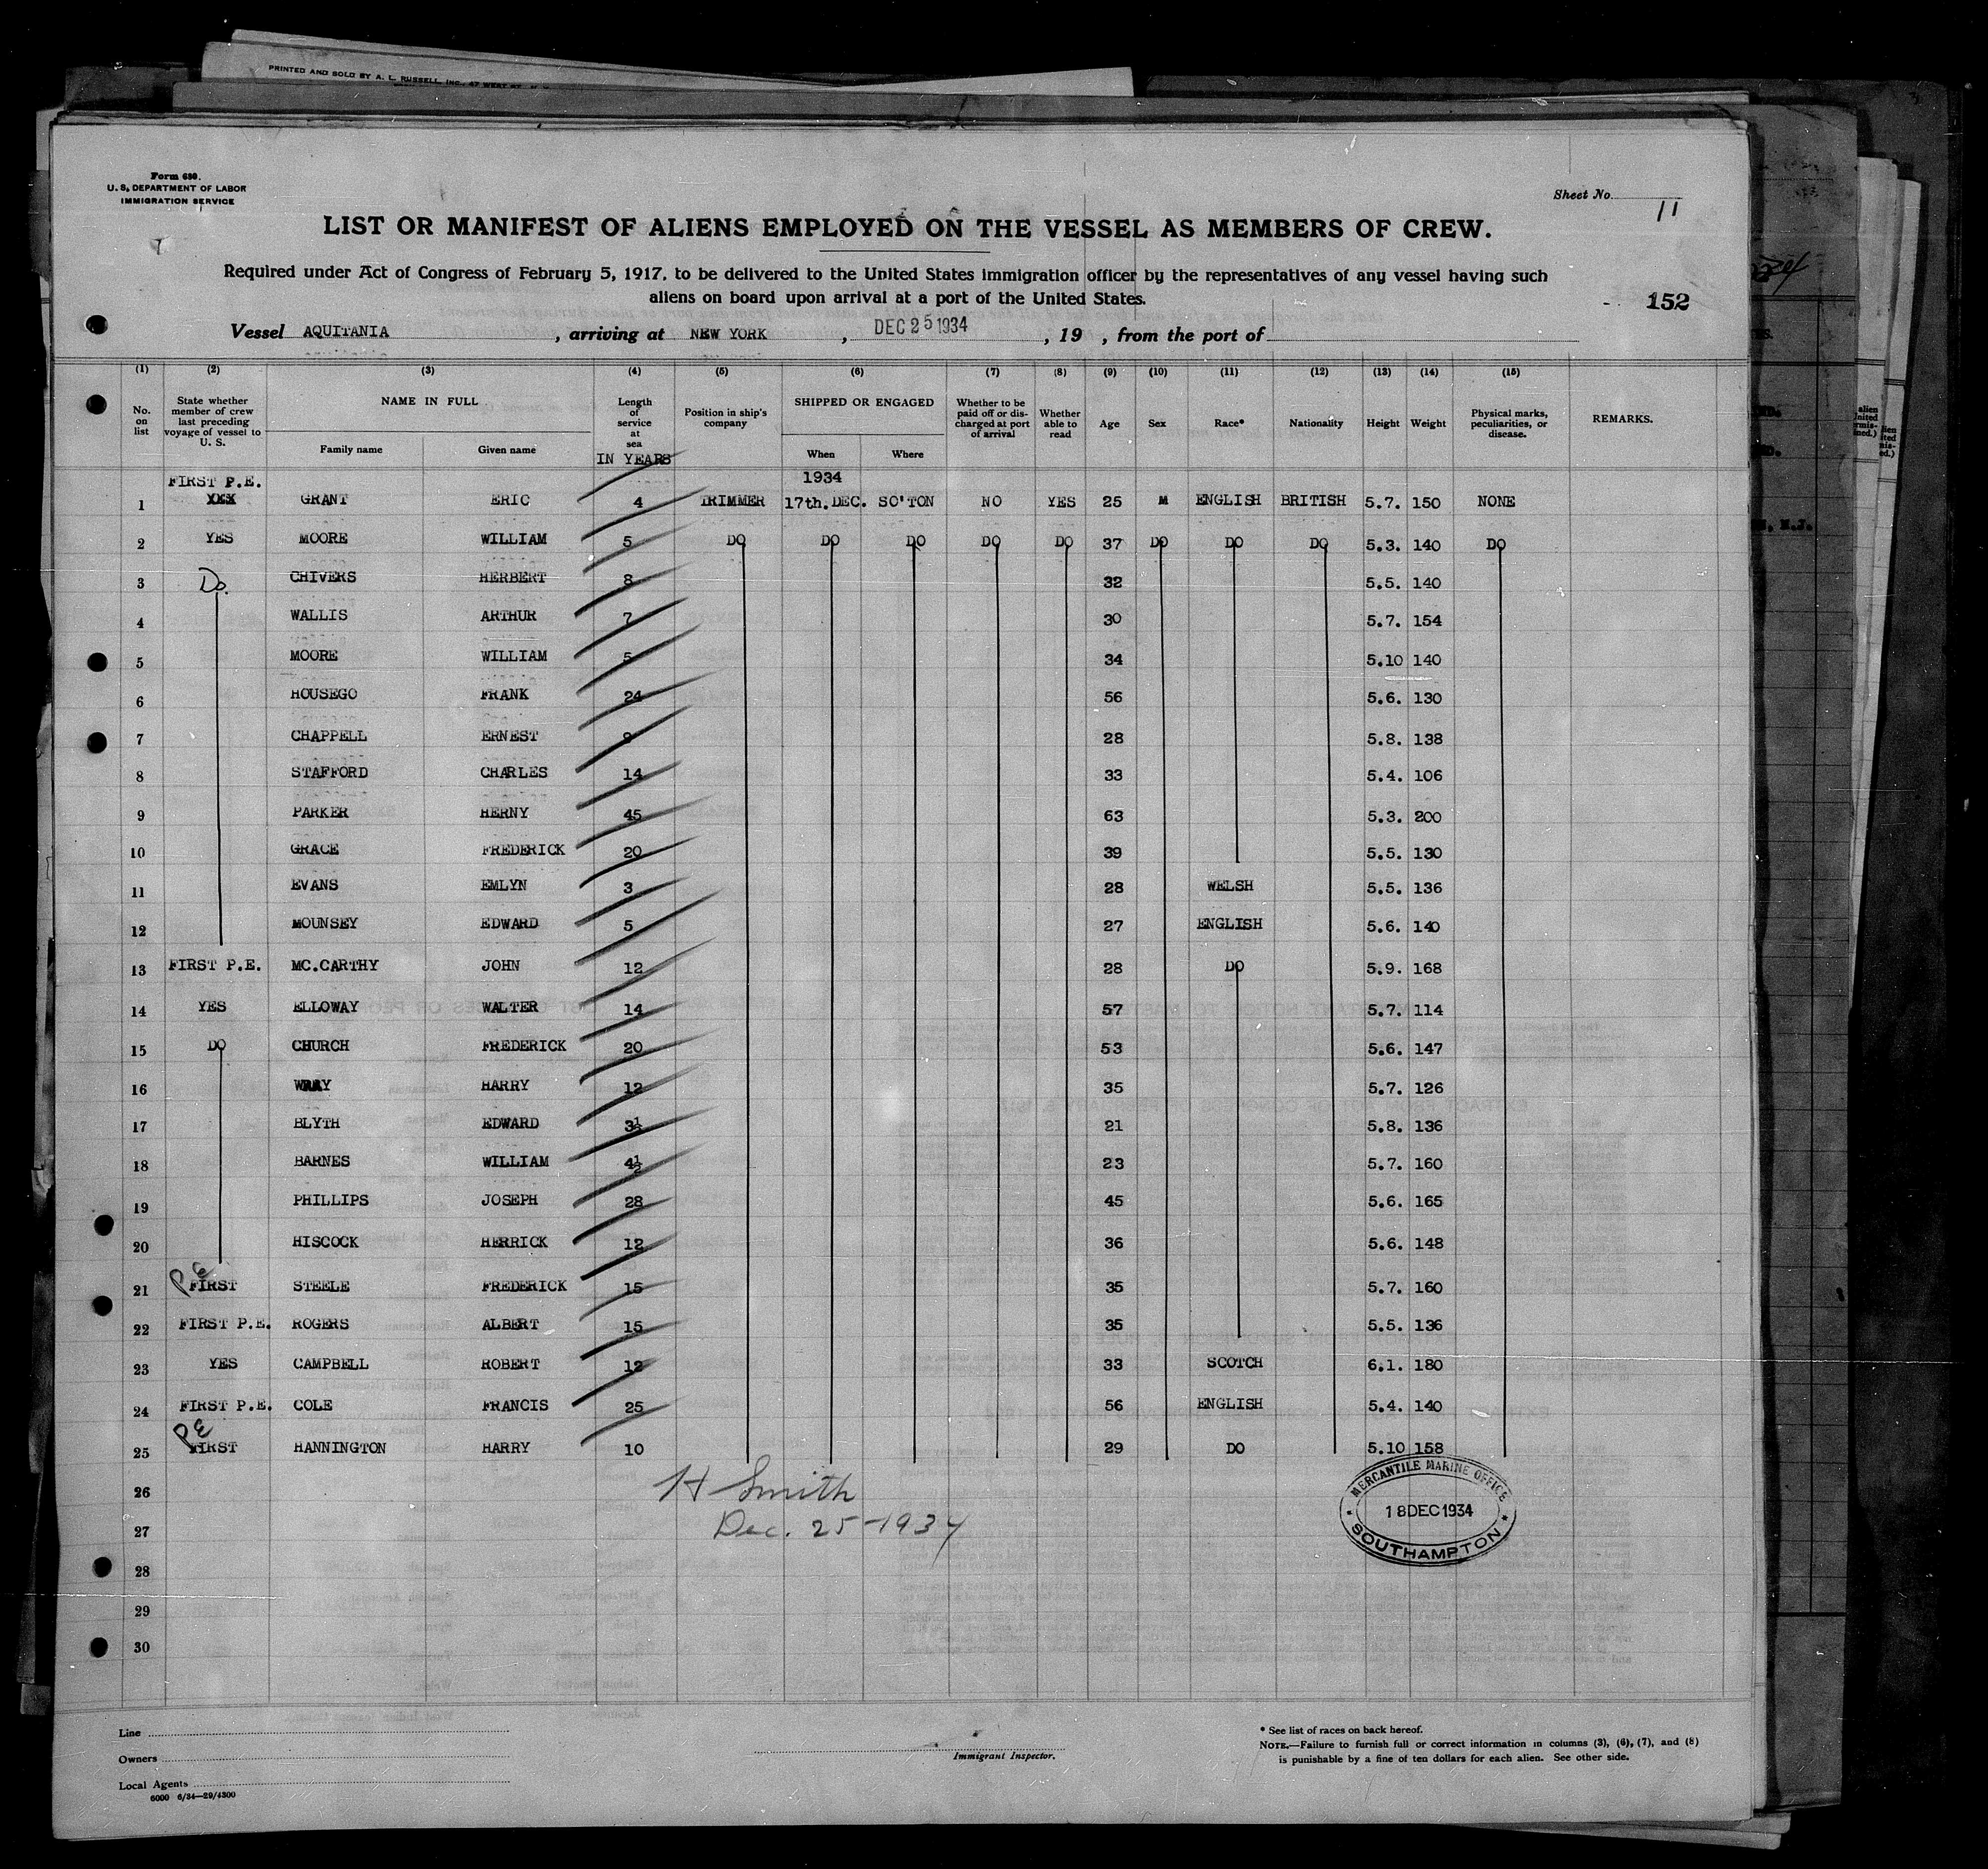 PRINTED AND SOLD BY A. L. RUSSELL, INC., 47 WEST ST.
Form 680.
U. S. DEPARTMENT OF LABOR
IMMIGRATION SERVICE
Sheet No. 11
LIST OR MANIFEST OF ALIENS EMPLOYED ON THE VESSEL AS MEMBERS OF CREW.
Required under Act of Congress of February 5, 1917, to be delivered to the United States immigration officer by the representatives of any vessel having such
aliens on board upon arrival at a port of the United States.
152
Vessel AQUITANIA, arriving at NEW YORK, DEC 25 1934, 19 , from the port of
(1) (2) (3) (4) (5) (6) (7) (8) (9) (10) (11) (12) (13) (14) (15)
No. on list | State whether member of crew last preceding voyage of vessel to U. S. | NAME IN FULL Family name Given name | Length of service at sea IN YEARS | Position in ship's company | SHIPPED OR ENGAGED When Where | Whether to be paid off or discharged at port of arrival | Whether able to read | Age | Sex | Race* | Nationality | Height | Weight | Physical marks, peculiarities, or disease. | REMARKS.
FIRST P.E. 1934
1 YES GRANT ERIC 4 TRIMMER 17th. DEC. SO'TON NO YES 25 M ENGLISH BRITISH 5.7. 150 NONE
2 YES MOORE WILLIAM 5 DO DO DO DO DO 37 DO DO DO 5.3. 140 DO
3 Do. CHIVERS HERBERT 8 32 5.5. 140
4 WALLIS ARTHUR 7 30 5.7. 154
5 MOORE WILLIAM 5 34 5.10 140
6 HOUSEGO FRANK 24 56 5.6. 130
7 CHAPPELL ERNEST 9 28 5.8. 138
8 STAFFORD CHARLES 14 33 5.4. 106
9 PARKER HERNY 45 63 5.3. 200
10 GRACE FREDERICK 20 39 5.5. 130
11 EVANS EMLYN 3 28 WELSH 5.5. 136
12 MOUNSEY EDWARD 5 27 ENGLISH 5.6. 140
13 FIRST P.E. MC.CARTHY JOHN 12 28 DO 5.9. 168
14 YES ELLOWAY WALTER 14 57 5.7. 114
15 DO CHURCH FREDERICK 20 53 5.6. 147
16 WRAY HARRY 12 35 5.7. 126
17 BLYTH EDWARD 3½ 21 5.8. 136
18 BARNES WILLIAM 4½ 23 5.7. 160
19 PHILLIPS JOSEPH 28 45 5.6. 165
20 HISCOCK HERRICK 12 36 5.6. 148
21 PE FIRST STEELE FREDERICK 15 35 5.7. 160
22 FIRST P.E. ROGERS ALBERT 15 35 5.5. 136
23 YES CAMPBELL ROBERT 12 33 SCOTCH 6.1. 180
24 FIRST P.E. COLE FRANCIS 25 56 ENGLISH 5.4. 140
25 PE FIRST HANNINGTON HARRY 10 29 DO 5.10 158
26
27
28
29
30
H Smith
Dec. 25-1934
MERCANTILE MARINE OFFICE
18 DEC 1934
SOUTHAMPTON
Line
Owners
Local Agents
6000 6/34—29/4300
Immigrant Inspector.
* See list of races on back hereof.
NOTE.—Failure to furnish full or correct information in columns (3), (6), (7), and (8)
is punishable by a fine of ten dollars for each alien. See other side.